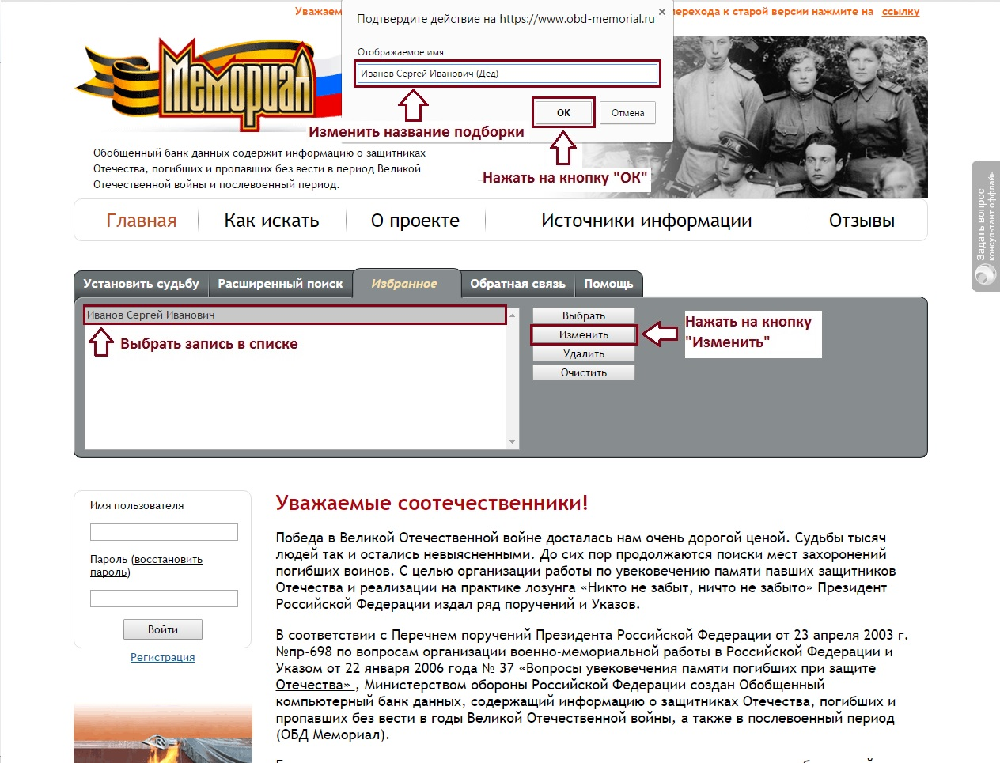 Уважаем
перехода к старой версии нажмите на ссылку
Подтвердите действие на https://www.obd-memorial.ru
Отображаемое имя
Иванов Сергей Иванович (Дед)
ОК
Отмена
Изменить название подборки
Нажать на кнопку "ОК"
Мемориал
Обобщенный банк данных содержит информацию о защитниках
Отечества, погибших и пропавших без вести в период Великой
Отечественной войны и послевоенный период.
Задать вопрос
консультант оффлайн
Главная
Как искать
О проекте
Источники информации
Отзывы
Установить судьбу
Расширенный поиск
Избранное
Обратная связь
Помощь
Иванов Сергей Иванович
Выбрать запись в списке
Выбрать
Изменить
Удалить
Очистить
Нажать на кнопку
"Изменить"
Имя пользователя
Пароль (восстановить
пароль)
Войти
Регистрация
Уважаемые соотечественники!
Победа в Великой Отечественной войне досталась нам очень дорогой ценой. Судьбы тысяч
людей так и остались невыясненными. До сих пор продолжаются поиски мест захоронений
погибших воинов. С целью организации работы по увековечению памяти павших защитников
Отечества и реализации на практике лозунга «Никто не забыт, ничто не забыто» Президент
Российской Федерации издал ряд поручений и Указов.
В соответствии с Перечнем поручений Президента Российской Федерации от 23 апреля 2003 г.
№пр-698 по вопросам организации военно-мемориальной работы в Российской Федерации и
Указом от 22 января 2006 года № 37 «Вопросы увековечения памяти погибших при защите
Отечества» , Министерством обороны Российской Федерации создан Обобщенный
компьютерный банк данных, содержащий информацию о защитниках Отечества, погибших и
пропавших без вести в годы Великой Отечественной войны, а также в послевоенный период
(ОБД Мемориал).